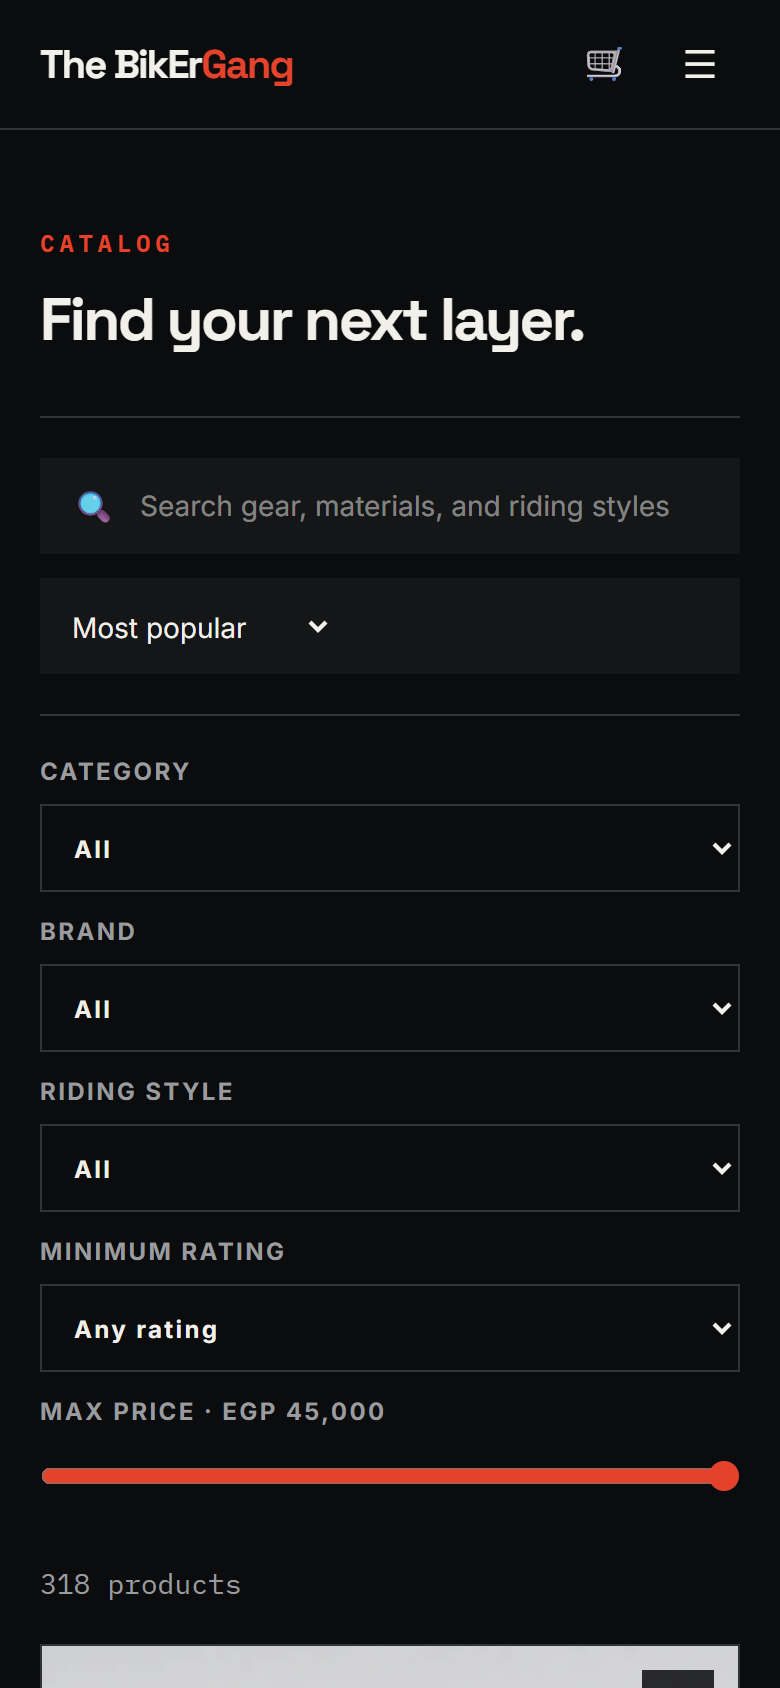 The BikErGang
CATALOG
Find your next layer.
Search gear, materials, and riding styles
Most popular
CATEGORY
All
BRAND
All
RIDING STYLE
All
MINIMUM RATING
Any rating
MAX PRICE · EGP 45,000
318 products